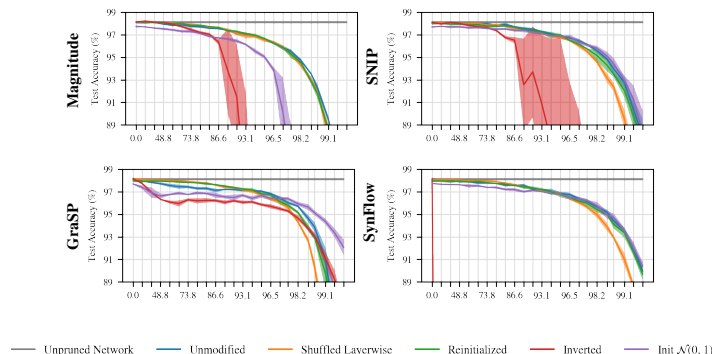 Magnitude
Test Accuracy (%)
99
97
95
93
91
89
0.0 48.8 73.8 86.6 93.1 96.5 98.2 99.1
SNIP
Test Accuracy (%)
99
97
95
93
91
89
0.0 48.8 73.8 86.6 93.1 96.5 98.2 99.1
GraSP
Test Accuracy (%)
99
97
95
93
91
89
0.0 48.8 73.8 86.6 93.1 96.5 98.2 99.1
SynFlow
Test Accuracy (%)
99
97
95
93
91
89
0.0 48.8 73.8 86.6 93.1 96.5 98.2 99.1
Unpruned Network Unmodified Shuffled Layerwise Reinitialized Inverted Init 𝒩(0, 1)